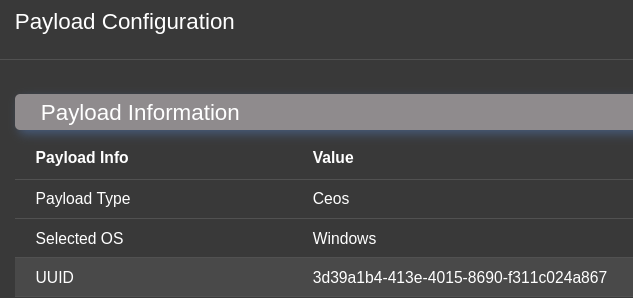 Payload Configuration
Payload Information
Payload Info Value
Payload Type Ceos
Selected OS Windows
UUID 3d39a1b4-413e-4015-8690-f311c024a867